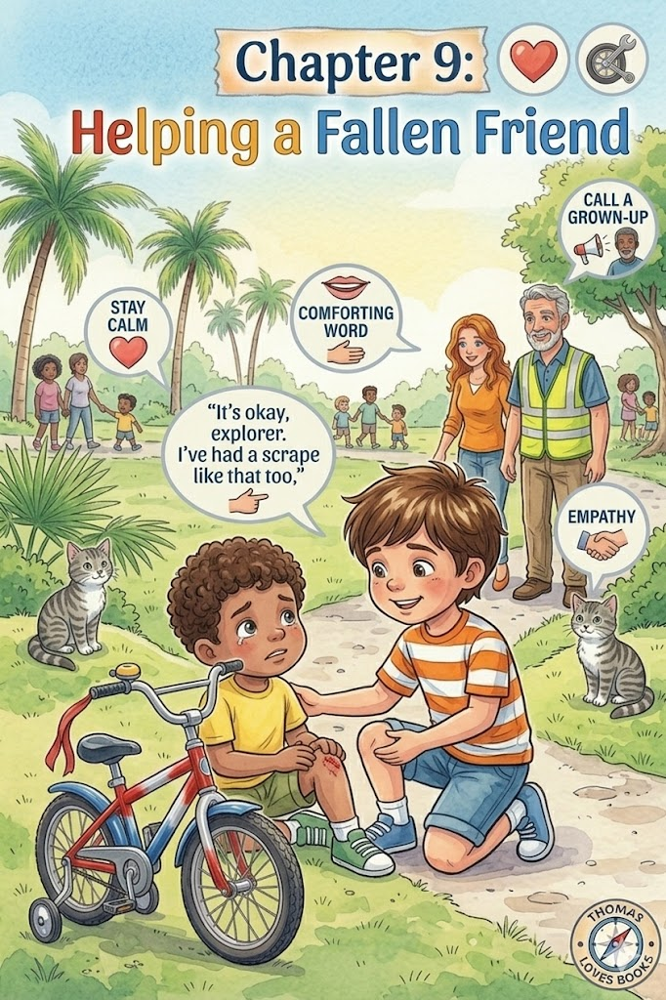 Chapter 9:
Helping a Fallen Friend
CALL A
GROWN-UP
STAY
CALM
COMFORTING
WORD
"It's okay,
explorer.
I've had a scrape
like that too,"
EMPATHY
THOMAS
LOVES BOOKS